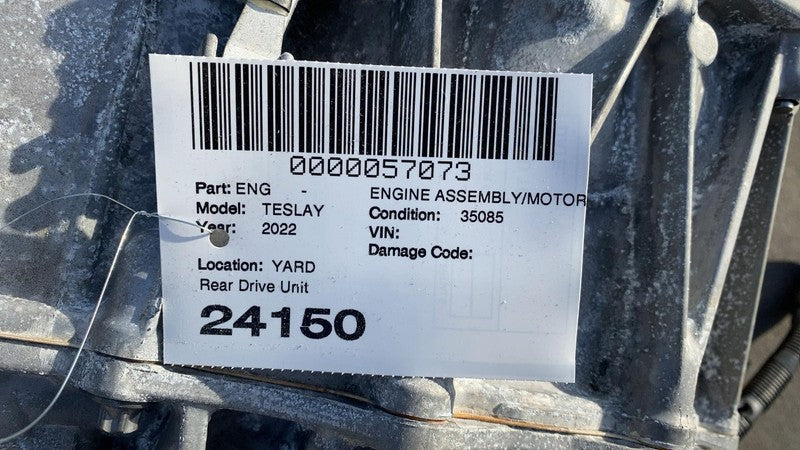 0000057073
Part: ENG - ENGINE ASSEMBLY/MOTOR
Model: TESLAY Condition: 35085
Year: 2022 VIN:
Damage Code:
Location: YARD
Rear Drive Unit
24150